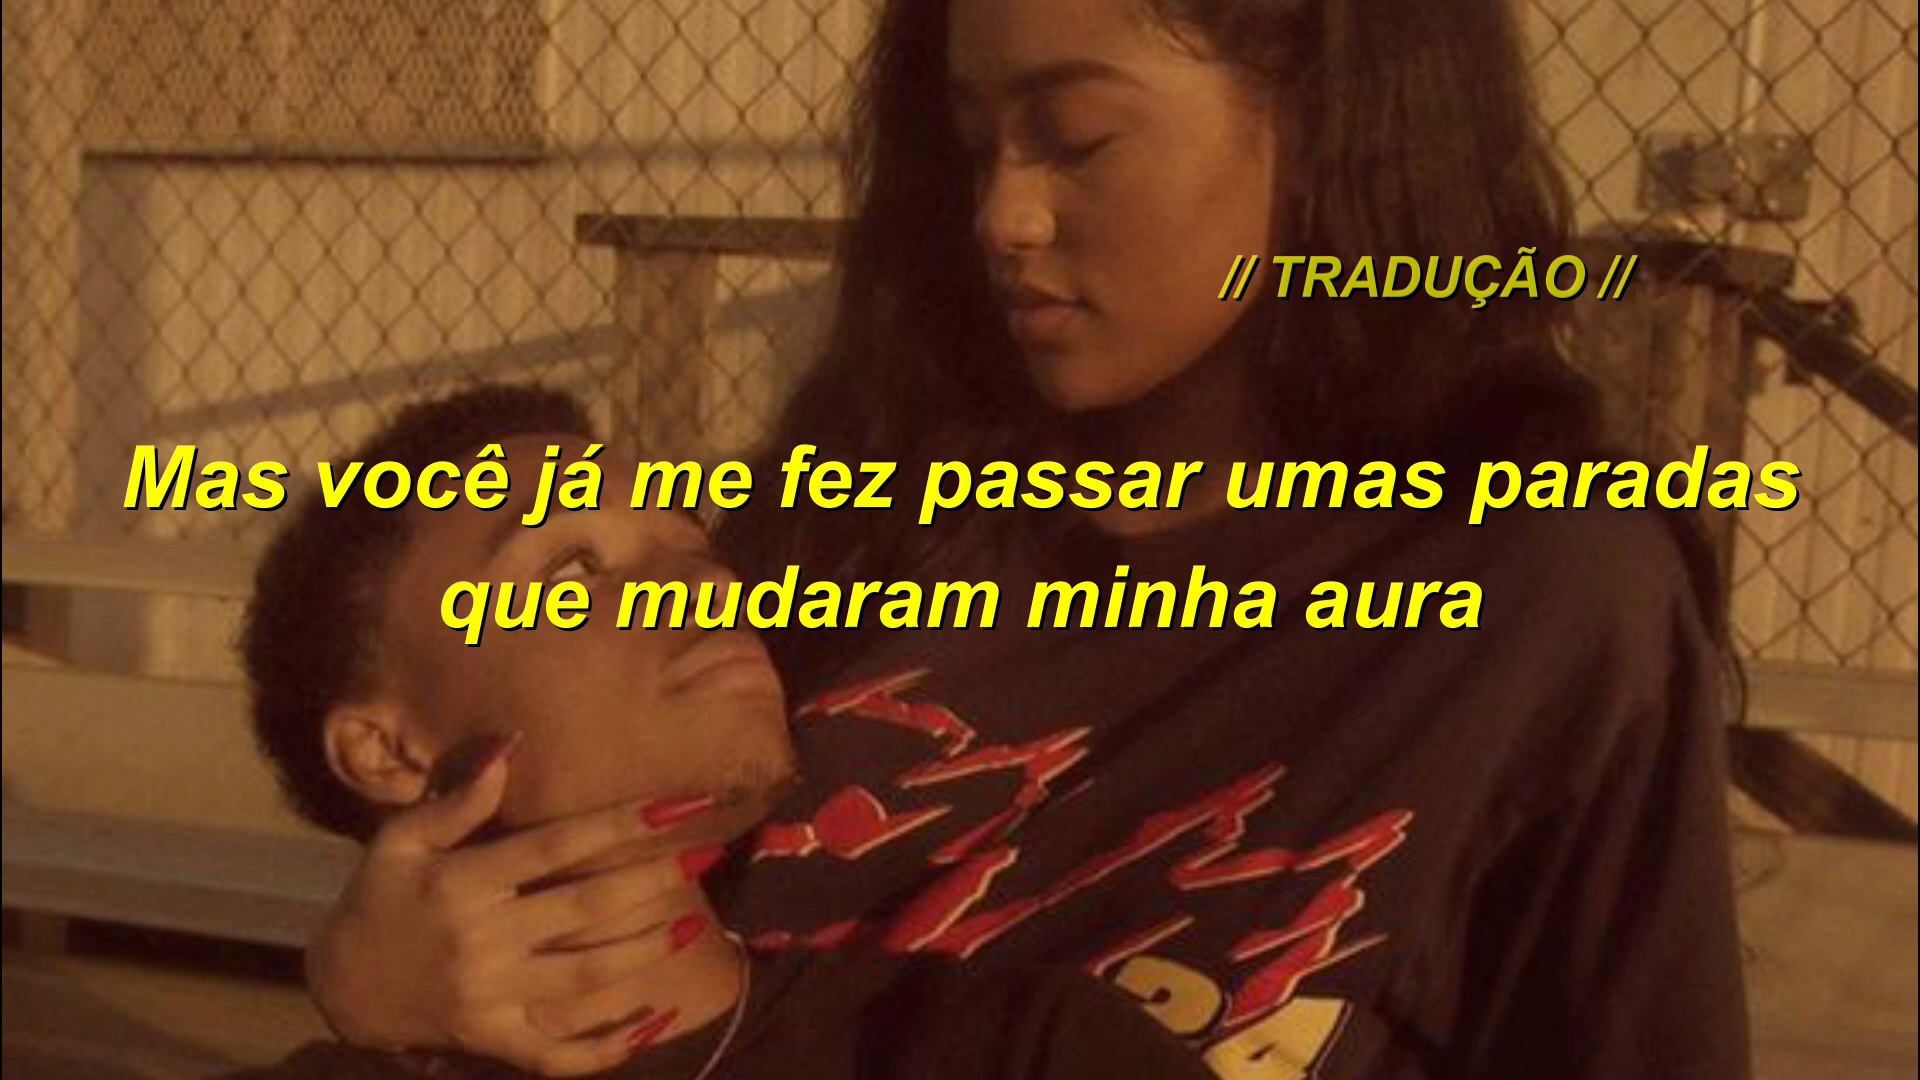 // TRADUÇÃO //
Mas você já me fez passar umas paradas
que mudaram minha aura